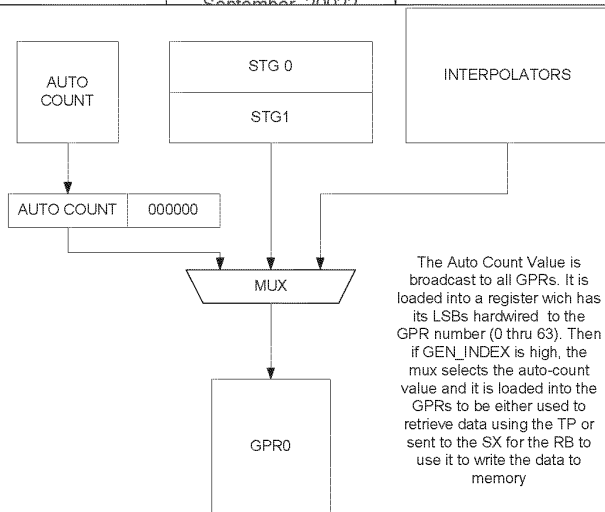 AUTO
COUNT
STG 0
STG1
INTERPOLATORS
AUTO COUNT
000000
MUX
GPR0
The Auto Count Value is
broadcast to all GPRs. It is
loaded into a register wich has
its LSBs hardwired to the
GPR number (0 thru 63). Then
if GEN_INDEX is high, the
mux selects the auto-count
value and it is loaded into the
GPRs to be either used to
retrieve data using the TP or
sent to the SX for the RB to
use it to write the data to
memory